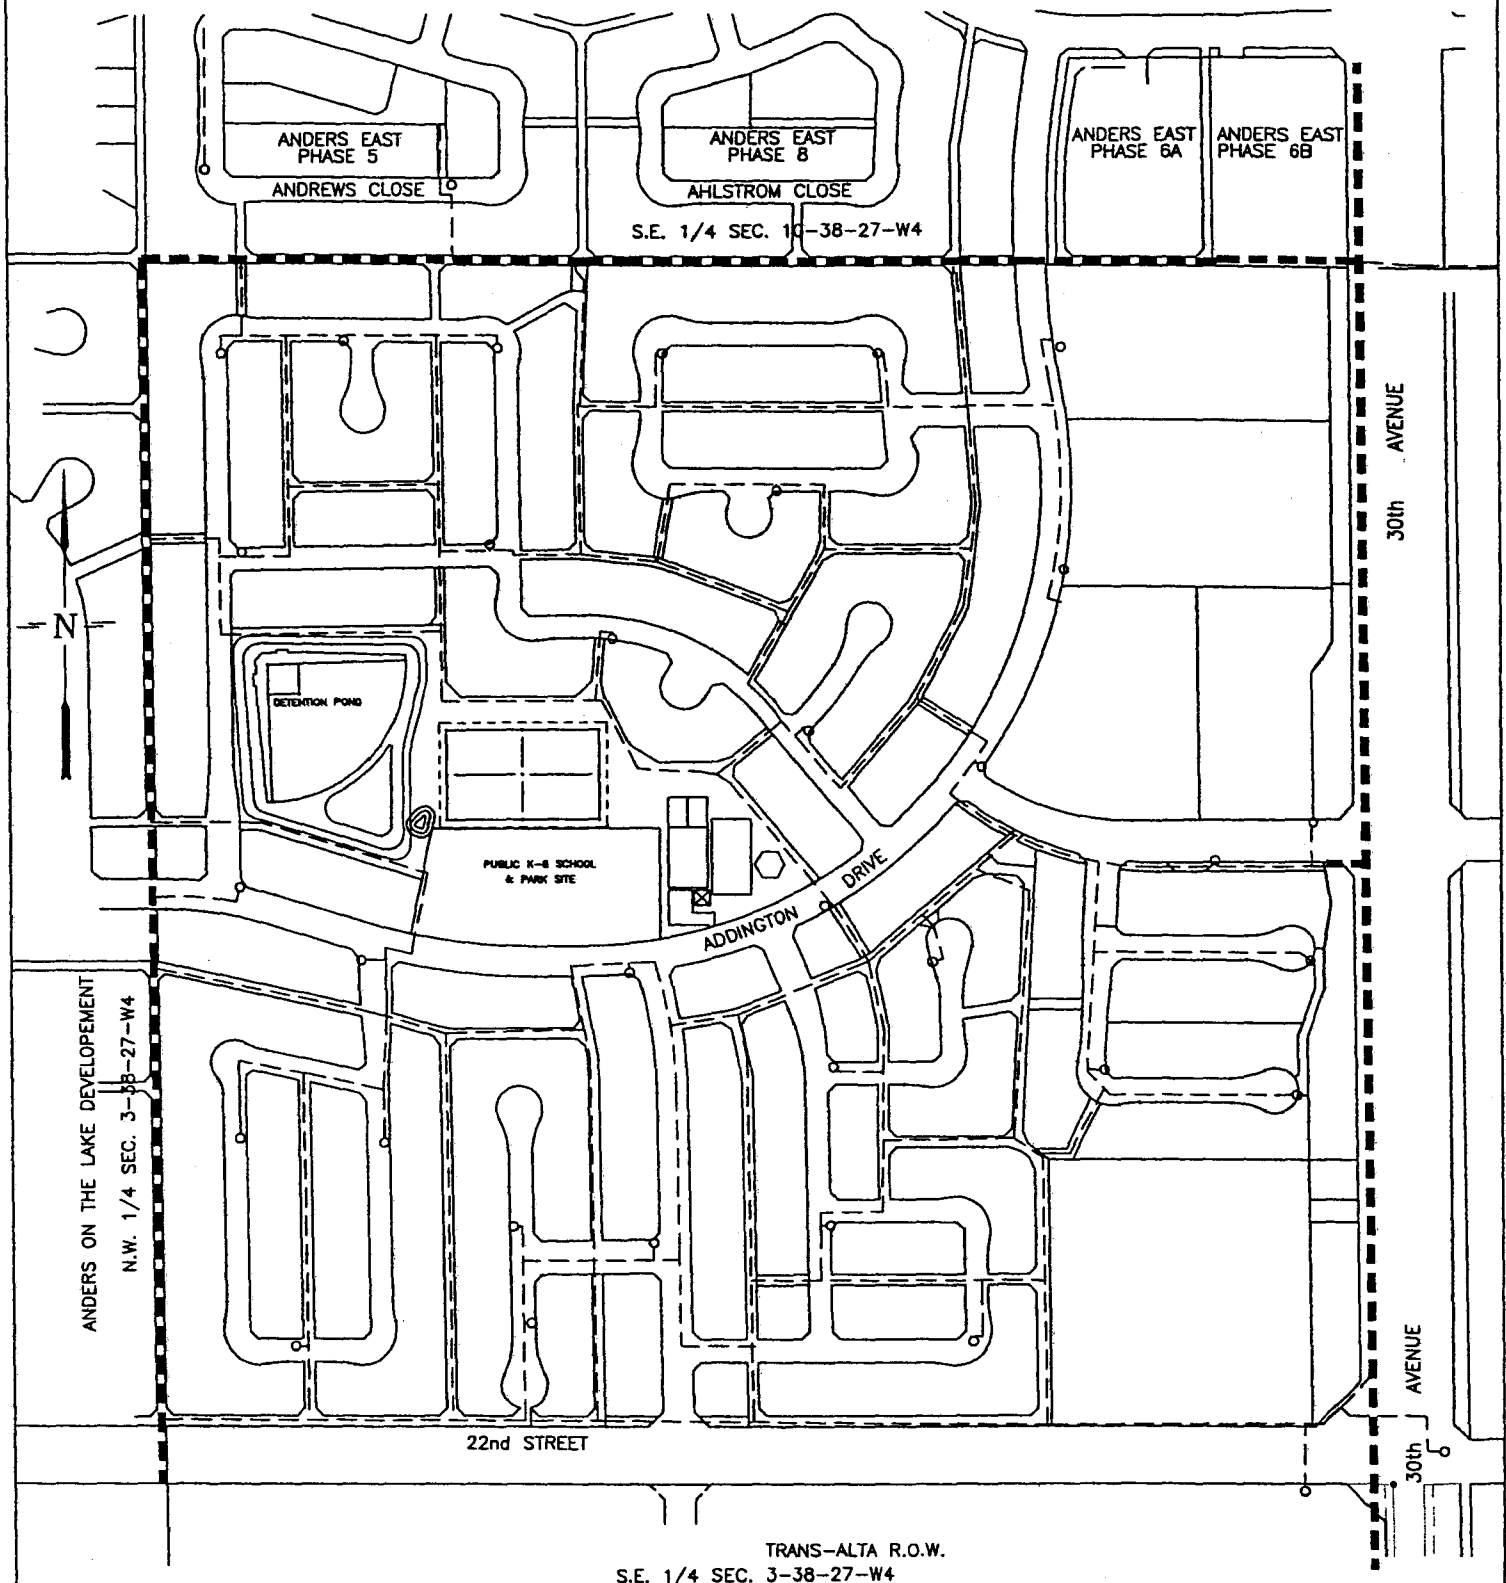 ANDERS EAST
PHASE 5
ANDERS EAST
PHASE 8
ANDERS EAST
PHASE 6A
ANDERS EAST
PHASE 6B
ANDREWS CLOSE
AHLSTROM CLOSE
S.E. 1/4 SEC. 10-38-27-W4
30th AVENUE
N
DETENTION POND
PUBLIC K-6 SCHOOL
& PARK SITE
ADDINGTON DRIVE
ANDERS ON THE LAKE DEVELOPEMENT
N.W. 1/4 SEC. 3-38-27-W4
30th AVENUE
22nd STREET
TRANS-ALTA R.O.W.
S.E. 1/4 SEC. 3-38-27-W4